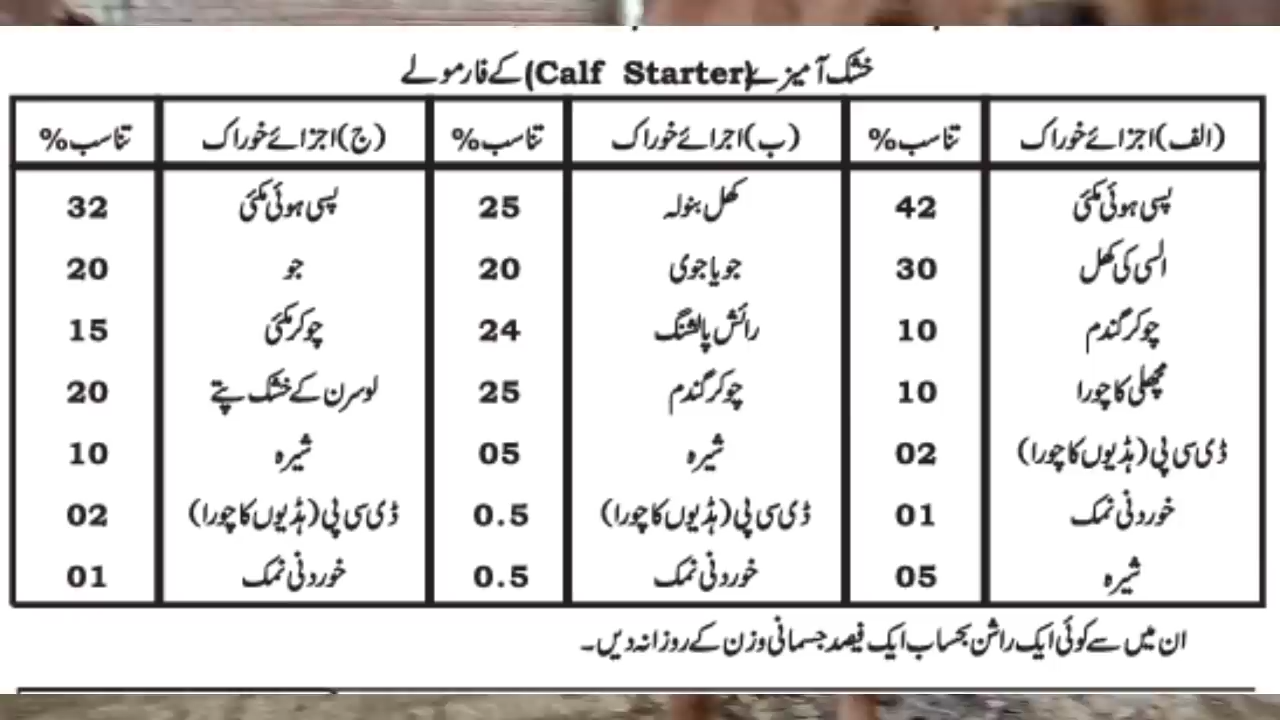 خشک آمیزے (Calf Starter) کے فارمولے
(الف) اجزائے خوراک تناسب% (ب) اجرائے خوراک تناسب% (ج) اجزائے خوراک تناسب%
پسی ہوئی مکئی 42 کھل بنولہ 25 پسی ہوئی مکئی 32
السی کی کھل 30 جو یا جوی 20 جو 20
چوکر گندم 10 رائس پالشنگ 24 چوکر مکئی 15
مچھلی کا چورا 10 چوکر گندم 25 لوسرن کے خشک پتے 20
ڈی سی پی (ہڈیوں کا چورا) 02 شیرہ 05 شیرہ 10
خوردنی نمک 01 ڈی سی پی (ہڈیوں کا چورا) 0.5 ڈی سی پی (ہڈیوں کا چورا) 02
شیرہ 05 خوردنی نمک 0.5 خوردنی نمک 01
ان میں سے کوئی ایک راشن بحساب ایک فیصد جسمانی وزن کے روزانہ دیں۔